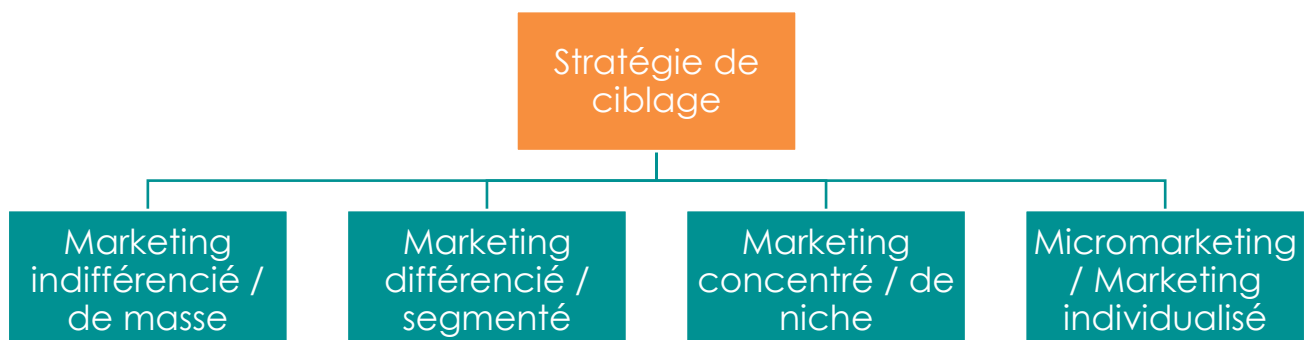 Stratégie de
ciblage
Marketing
indifférencié /
de masse
Marketing
différencié /
segmenté
Marketing
concentré / de
niche
Micromarketing
/ Marketing
individualisé